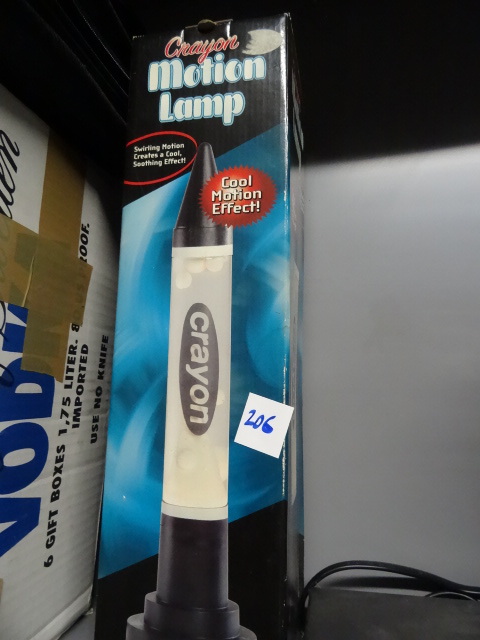 Crayon
Motion
Lamp
Swirling Motion
Creates a Cool,
Soothing Effect!
Cool
Motion
Effect!
crayon
206
6 GIFT BOXES 1,75 LITER. 8
IMPORTED
USE NO KNIFE